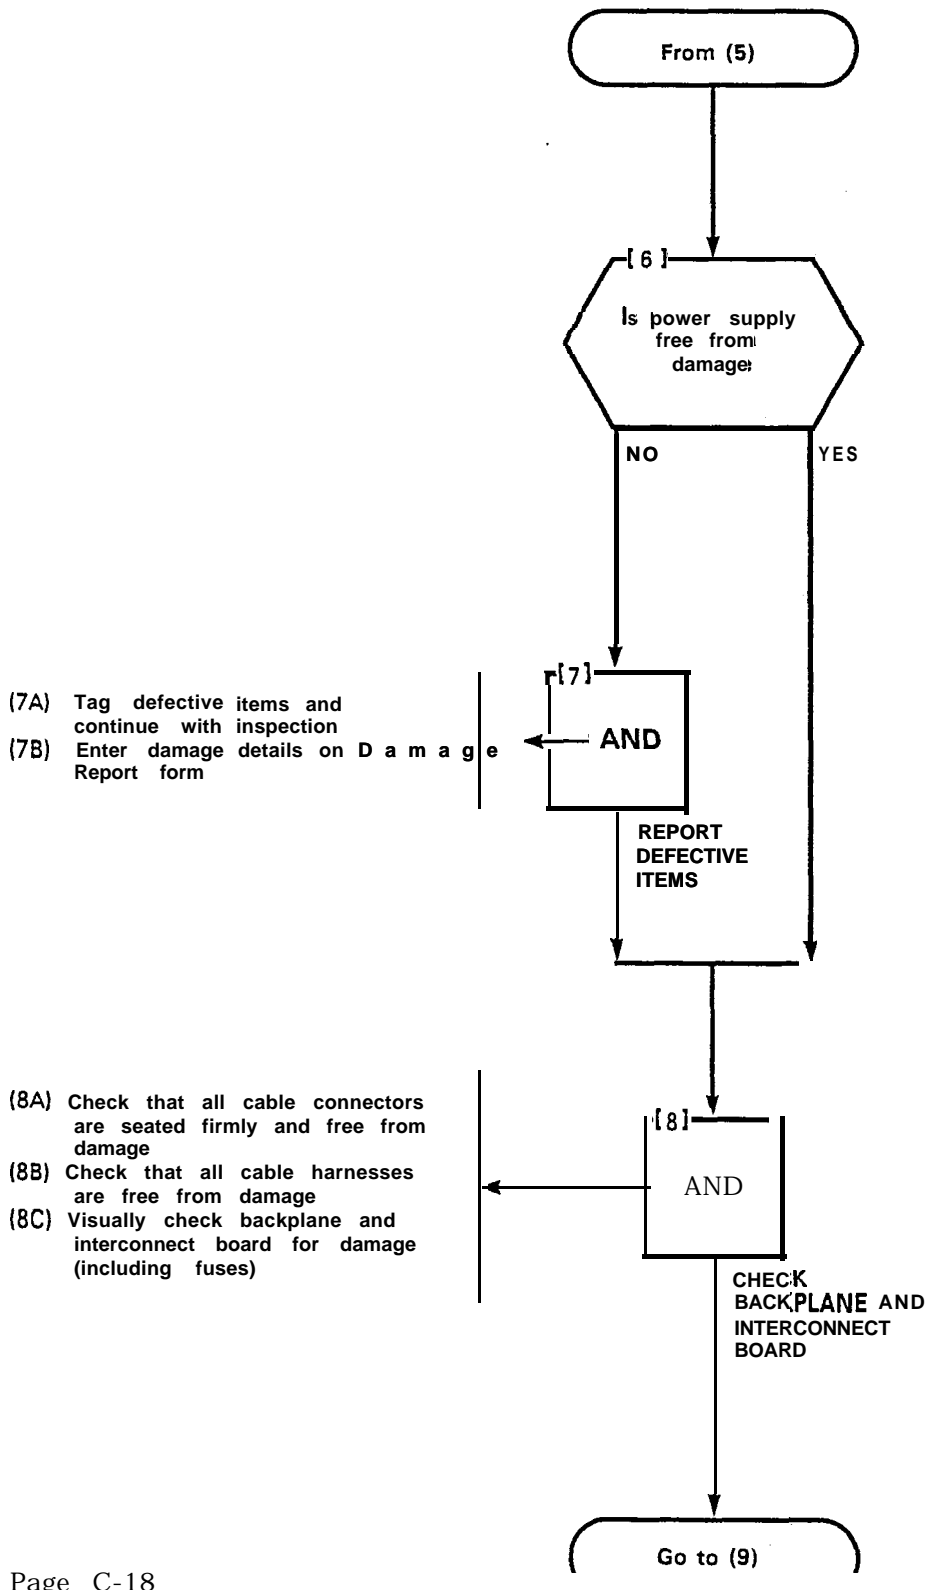 From (5)
[6]
Is power supply
free from
damage
NO
YES
[7]
(7A) Tag defective items and
continue with inspection
(7B) Enter damage details on Damage
Report form
AND
REPORT
DEFECTIVE
ITEMS
(8A) Check that all cable connectors
are seated firmly and free from
damage
(8B) Check that all cable harnesses
are free from damage
(8C) Visually check backplane and
interconnect board for damage
(including fuses)
[8]
AND
CHECK
BACKPLANE AND
INTERCONNECT
BOARD
Go to (9)
Page C-18